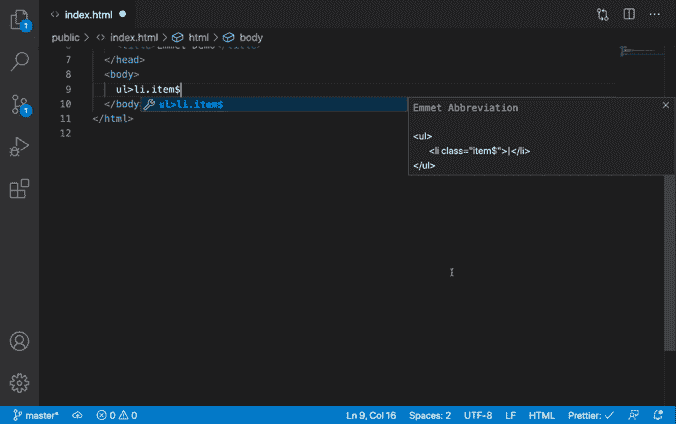 index.html
1
public > index.html > html > body
6 <title>Emmet Demo</title>
7 </head>
8 <body>
9 ul>li.item$
ul>li.item$
10 </body
11 </html>
12
Emmet Abbreviation
<ul>
<li class="item$">|</li>
</ul>
1
master* 0 0 Ln 9, Col 16 Spaces: 2 UTF-8 LF HTML Prettier: ✓